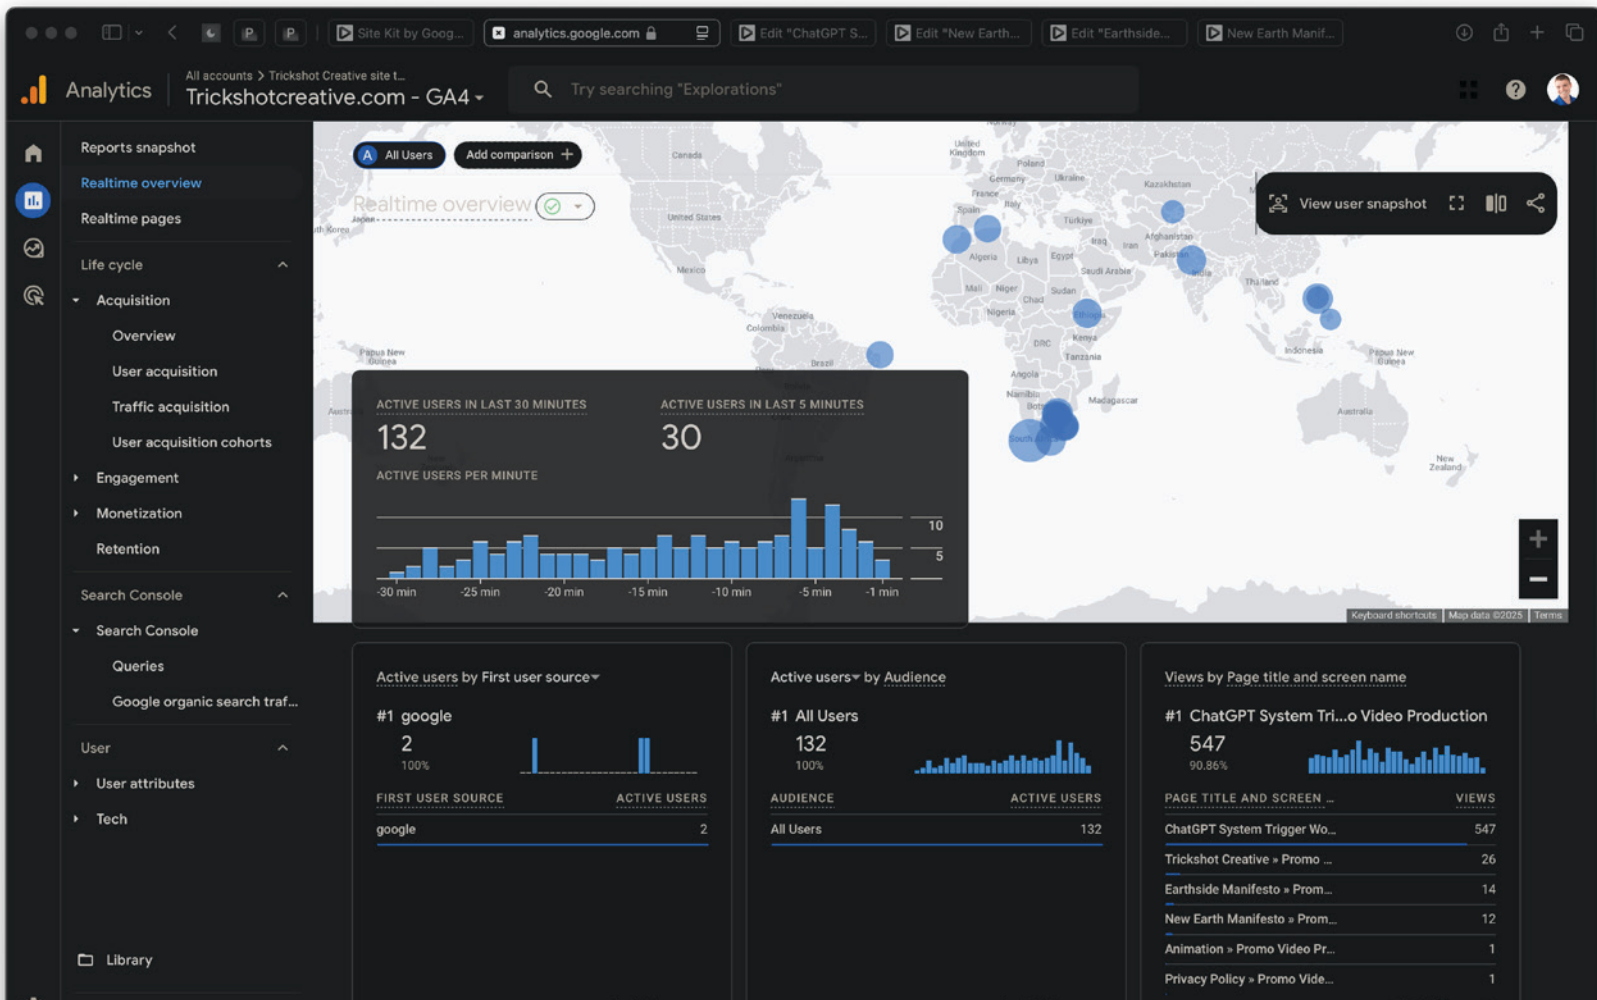 Site Kit by Goog...
analytics.google.com
Edit "ChatGPT S...
Edit "New Earth...
Edit "Earthside...
New Earth Manif...
Analytics
All accounts > Trickshot Creative site t...
Trickshotcreative.com - GA4
Try searching "Explorations"
Reports snapshot
Realtime overview
Realtime pages
Life cycle
Acquisition
Overview
User acquisition
Traffic acquisition
User acquisition cohorts
Engagement
Monetization
Retention
Search Console
Search Console
Queries
Google organic search traf...
User
User attributes
Tech
Library
A All Users
Add comparison +
Realtime overview
View user snapshot
Norway
Canada
United
Kingdom
Poland
Germany
Ukraine
Kazakhstan
France
Italy
Spain
Türkiye
Japan
United States
Iraq
Iran
Afghanistan
Algeria
Libya
Egypt
Pakistan
Saudi Arabia
India
Mexico
Mali
Niger
Sudan
Chad
Thailand
Nigeria
Ethiopia
Venezuela
Colombia
DRC
Kenya
Tanzania
Indonesia
Papua New
Guinea
Papua New
Guinea
Brazil
Angola
Namibia
Madagascar
Australia
New
Zealand
ACTIVE USERS IN LAST 30 MINUTES
132
ACTIVE USERS IN LAST 5 MINUTES
30
ACTIVE USERS PER MINUTE
10
5
-30 min
-25 min
-20 min
-15 min
-10 min
-5 min
-1 min
Keyboard shortcuts
Map data ©2025
Terms
Active users by First user source
#1 google
2
100%
FIRST USER SOURCE
ACTIVE USERS
google
2
Active users by Audience
#1 All Users
132
100%
AUDIENCE
ACTIVE USERS
All Users
132
Views by Page title and screen name
#1 ChatGPT System Tri...o Video Production
547
90.86%
PAGE TITLE AND SCREEN ...
VIEWS
ChatGPT System Trigger Wo...
547
Trickshot Creative » Promo ...
26
Earthside Manifesto » Prom...
14
New Earth Manifesto » Prom...
12
Animation » Promo Video Pr...
1
Privacy Policy » Promo Vide...
1